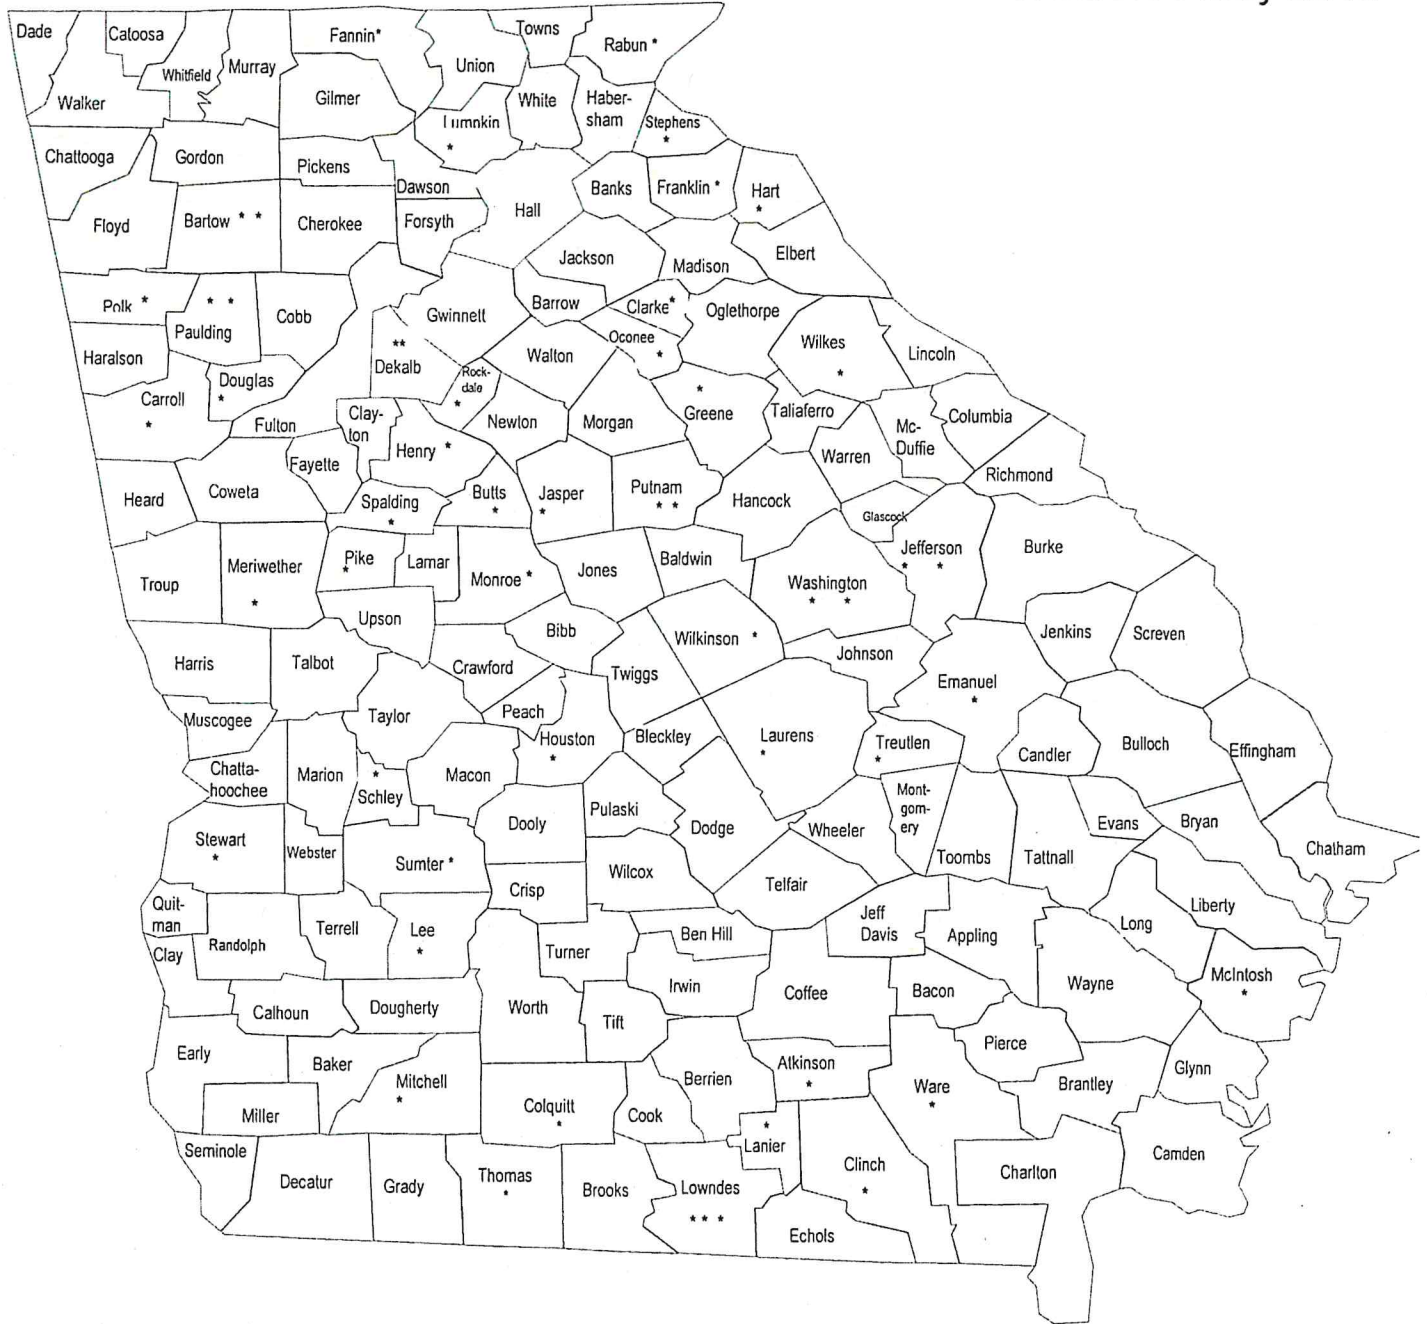 Dade
Catoosa
Whitfield
Murray
Fannin*
Union
Towns
Rabun *
Walker
Gilmer
White
Haber-
sham
Stephens
*
Lumpkin
*
Chattooga
Gordon
Pickens
Dawson
Banks
Franklin *
Hart
*
Floyd
Bartow * *
Cherokee
Forsyth
Hall
Jackson
Madison
Elbert
Polk *
* *
Paulding
Cobb
Gwinnett
Barrow
Clarke*
Oglethorpe
Haralson
**
Dekalb
Rock-
dale
*
Walton
Oconee
*
Wilkes
*
Lincoln
Carroll
*
Douglas
*
Fulton
Clay-
ton
Henry *
Newton
Morgan
*
Greene
Taliaferro
Mc-
Duffie
Columbia
Warren
Richmond
Heard
Coweta
Fayette
Spalding
*
Butts
*
Jasper
*
Putnam
* *
Hancock
Glascock
Jefferson
* *
Burke
Troup
Meriwether
*
Pike
*
Lamar
Monroe *
Jones
Baldwin
Washington
* *
Upson
Bibb
Wilkinson *
Johnson
Jenkins
Screven
Harris
Talbot
Crawford
Twiggs
Emanuel
*
Muscogee
Taylor
Peach
Houston
*
Bleckley
Laurens
*
Treutlen
*
Candler
Bulloch
Effingham
Chatta-
hoochee
Marion
*
Schley
Macon
Dooly
Pulaski
Dodge
Wheeler
Mont-
gom-
ery
Toombs
Tattnall
Evans
Bryan
Chatham
Stewart
*
Webster
Sumter *
Crisp
Wilcox
Telfair
Quit-
man
Clay
Randolph
Terrell
Lee
*
Turner
Ben Hill
Jeff
Davis
Appling
Long
Liberty
Calhoun
Dougherty
Worth
Tift
Irwin
Coffee
Bacon
Wayne
McIntosh
*
Early
Baker
Mitchell
*
Berrien
Atkinson
*
Pierce
Ware
*
Brantley
Glynn
Miller
Colquitt
*
Cook
*
Lanier
Seminole
Decatur
Grady
Thomas
*
Brooks
Lowndes
* * *
Clinch
*
Echols
Charlton
Camden